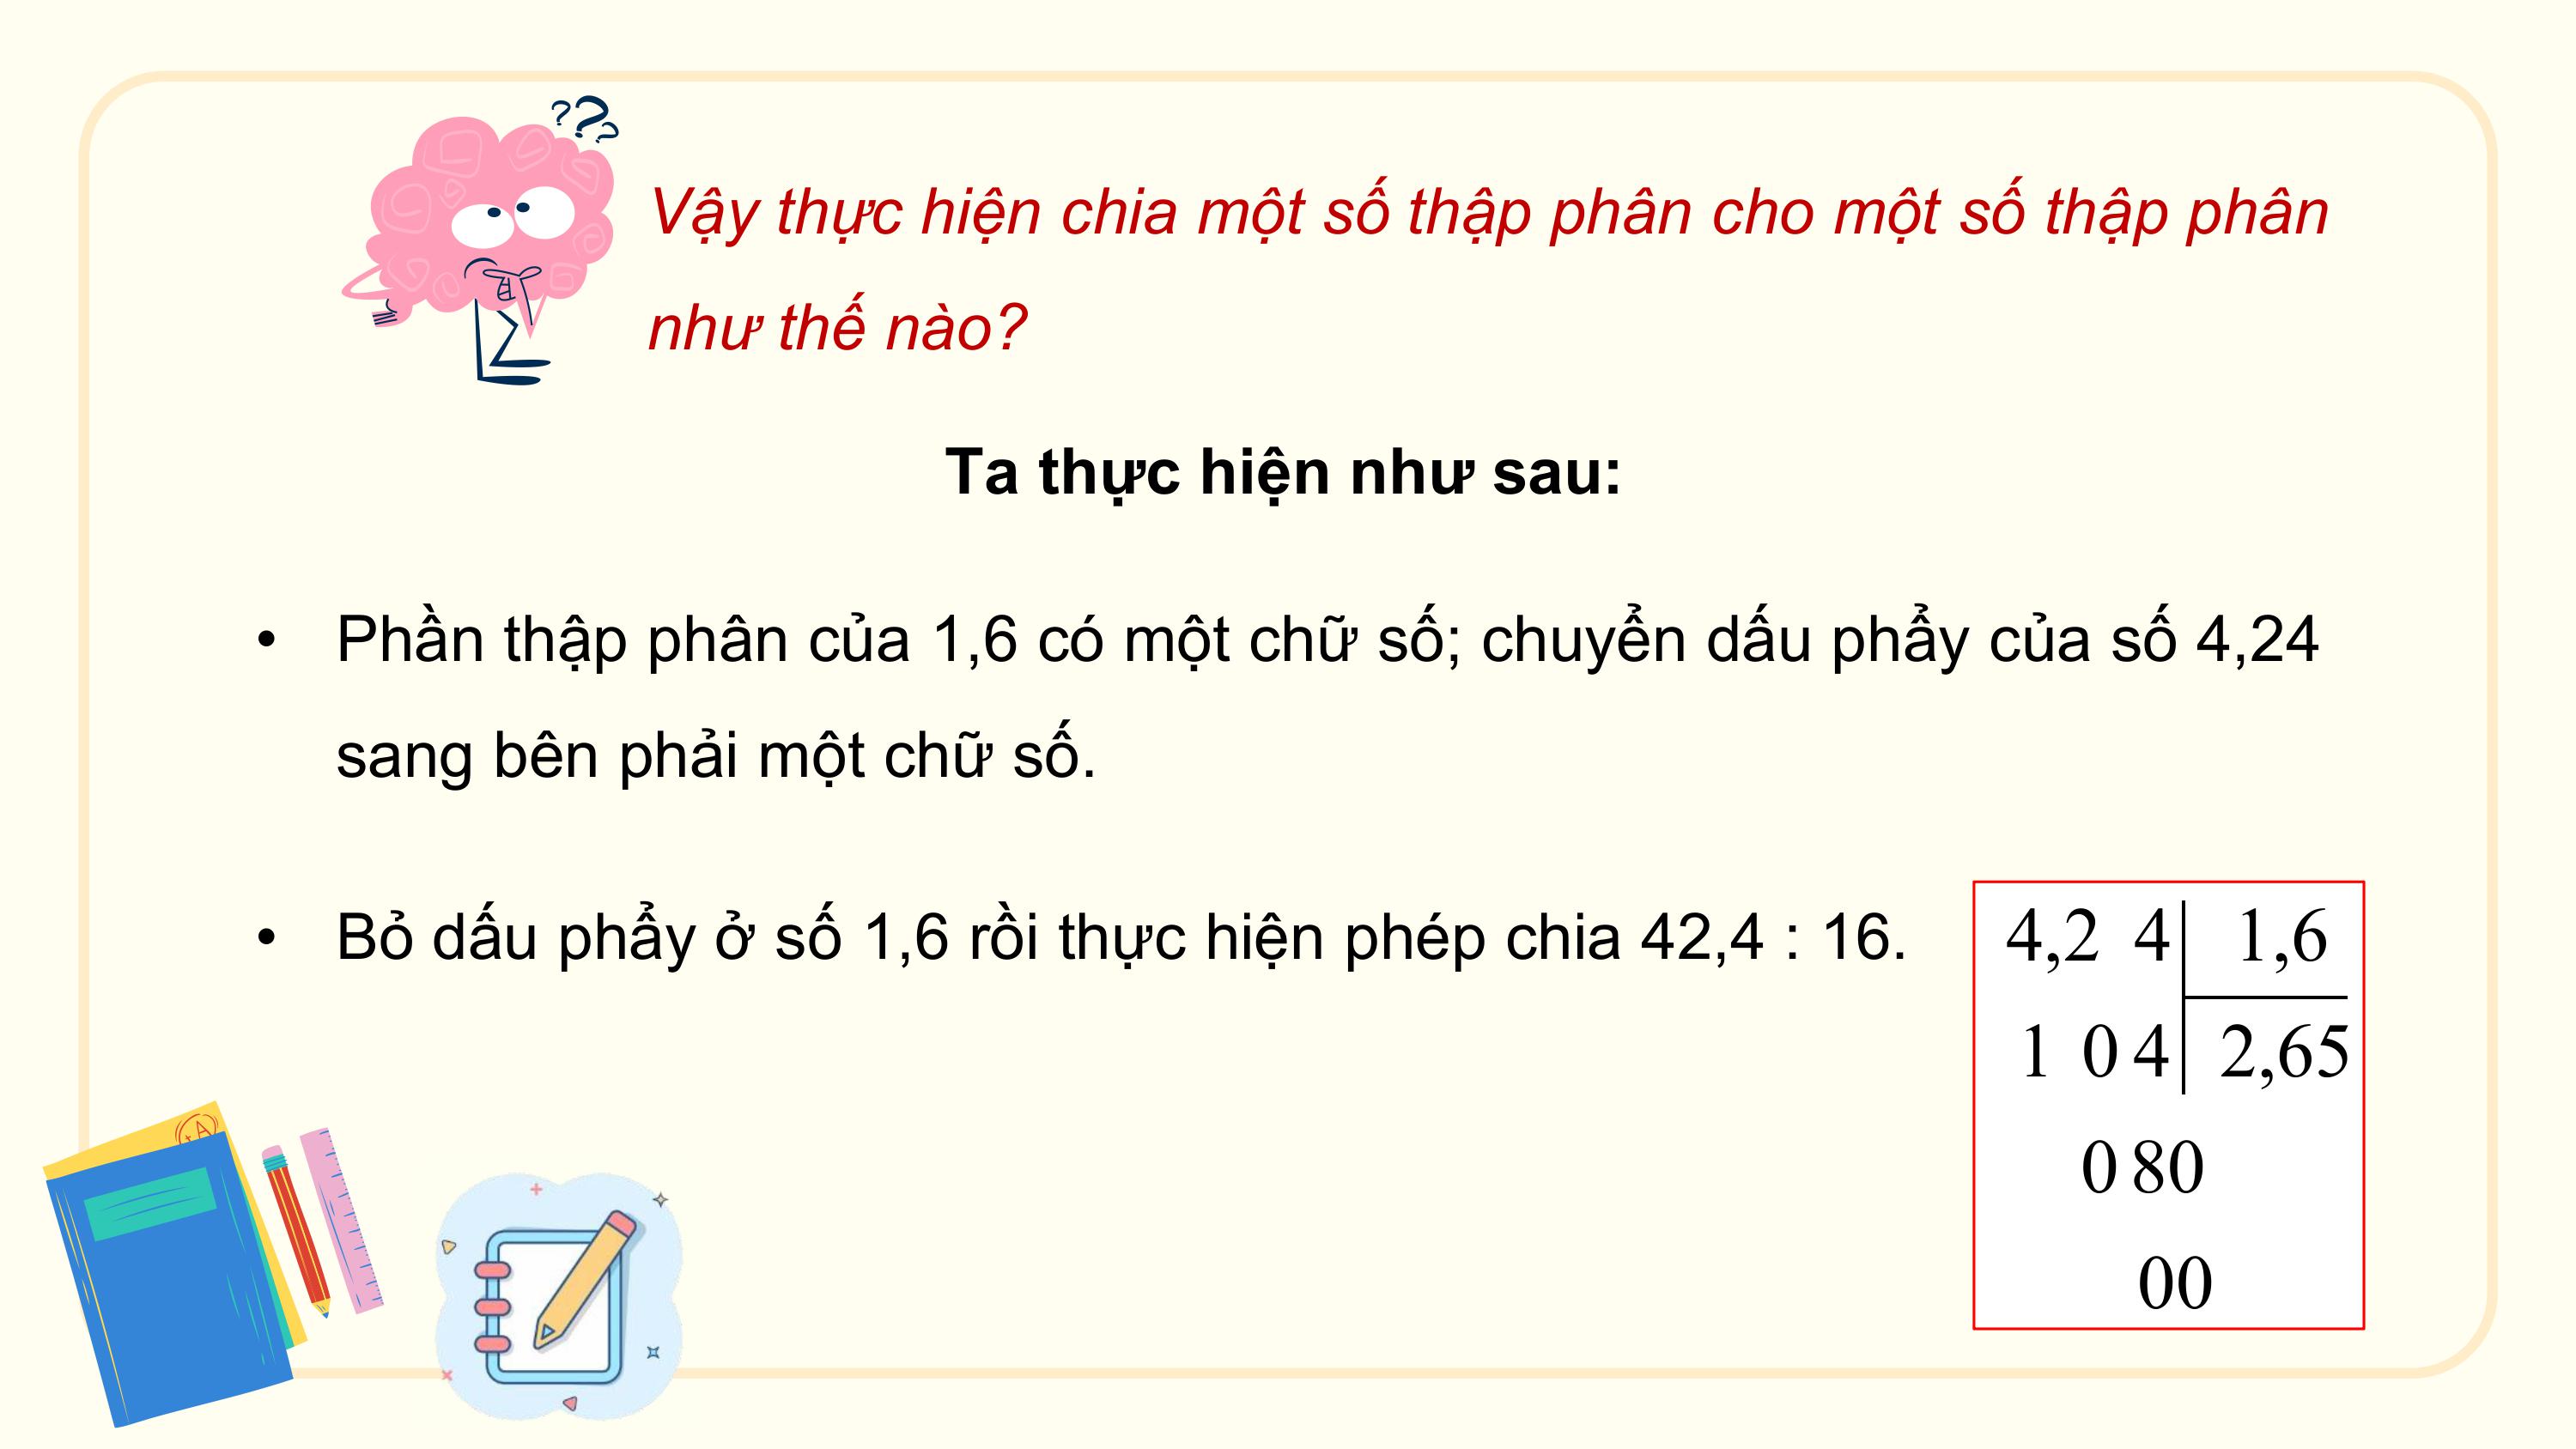 ???
Vậy thực hiện chia một số thập phân cho một số thập phân
như thế nào?
Ta thực hiện như sau:
• Phần thập phân của 1,6 có một chữ số; chuyển dấu phẩy của số 4,24
sang bên phải một chữ số.
• Bỏ dấu phẩy ở số 1,6 rồi thực hiện phép chia 42,4 : 16.
4,2 4 1,6
1 0 4 2,65
0 80
00
A+